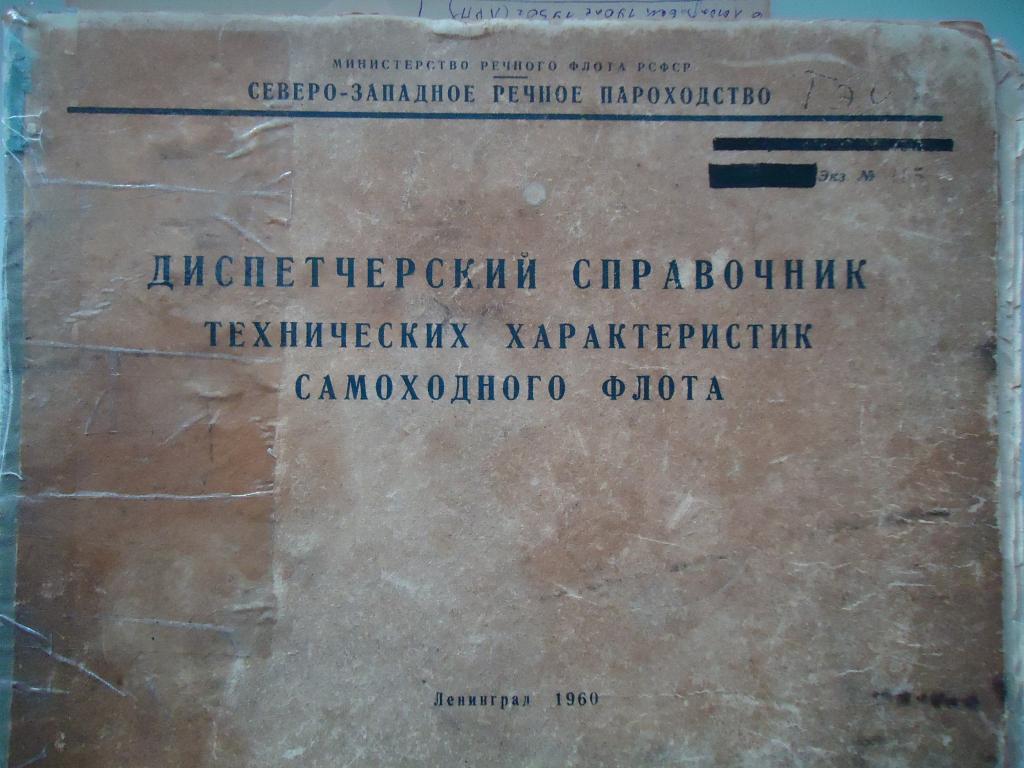 МИНИСТЕРСТВО РЕЧНОГО ФЛОТА РСФСР
СЕВЕРО-ЗАПАДНОЕ РЕЧНОЕ ПАРОХОДСТВО
Экз №
ДИСПЕТЧЕРСКИЙ СПРАВОЧНИК
ТЕХНИЧЕСКИХ ХАРАКТЕРИСТИК
САМОХОДНОГО ФЛОТА
Ленинград 1960